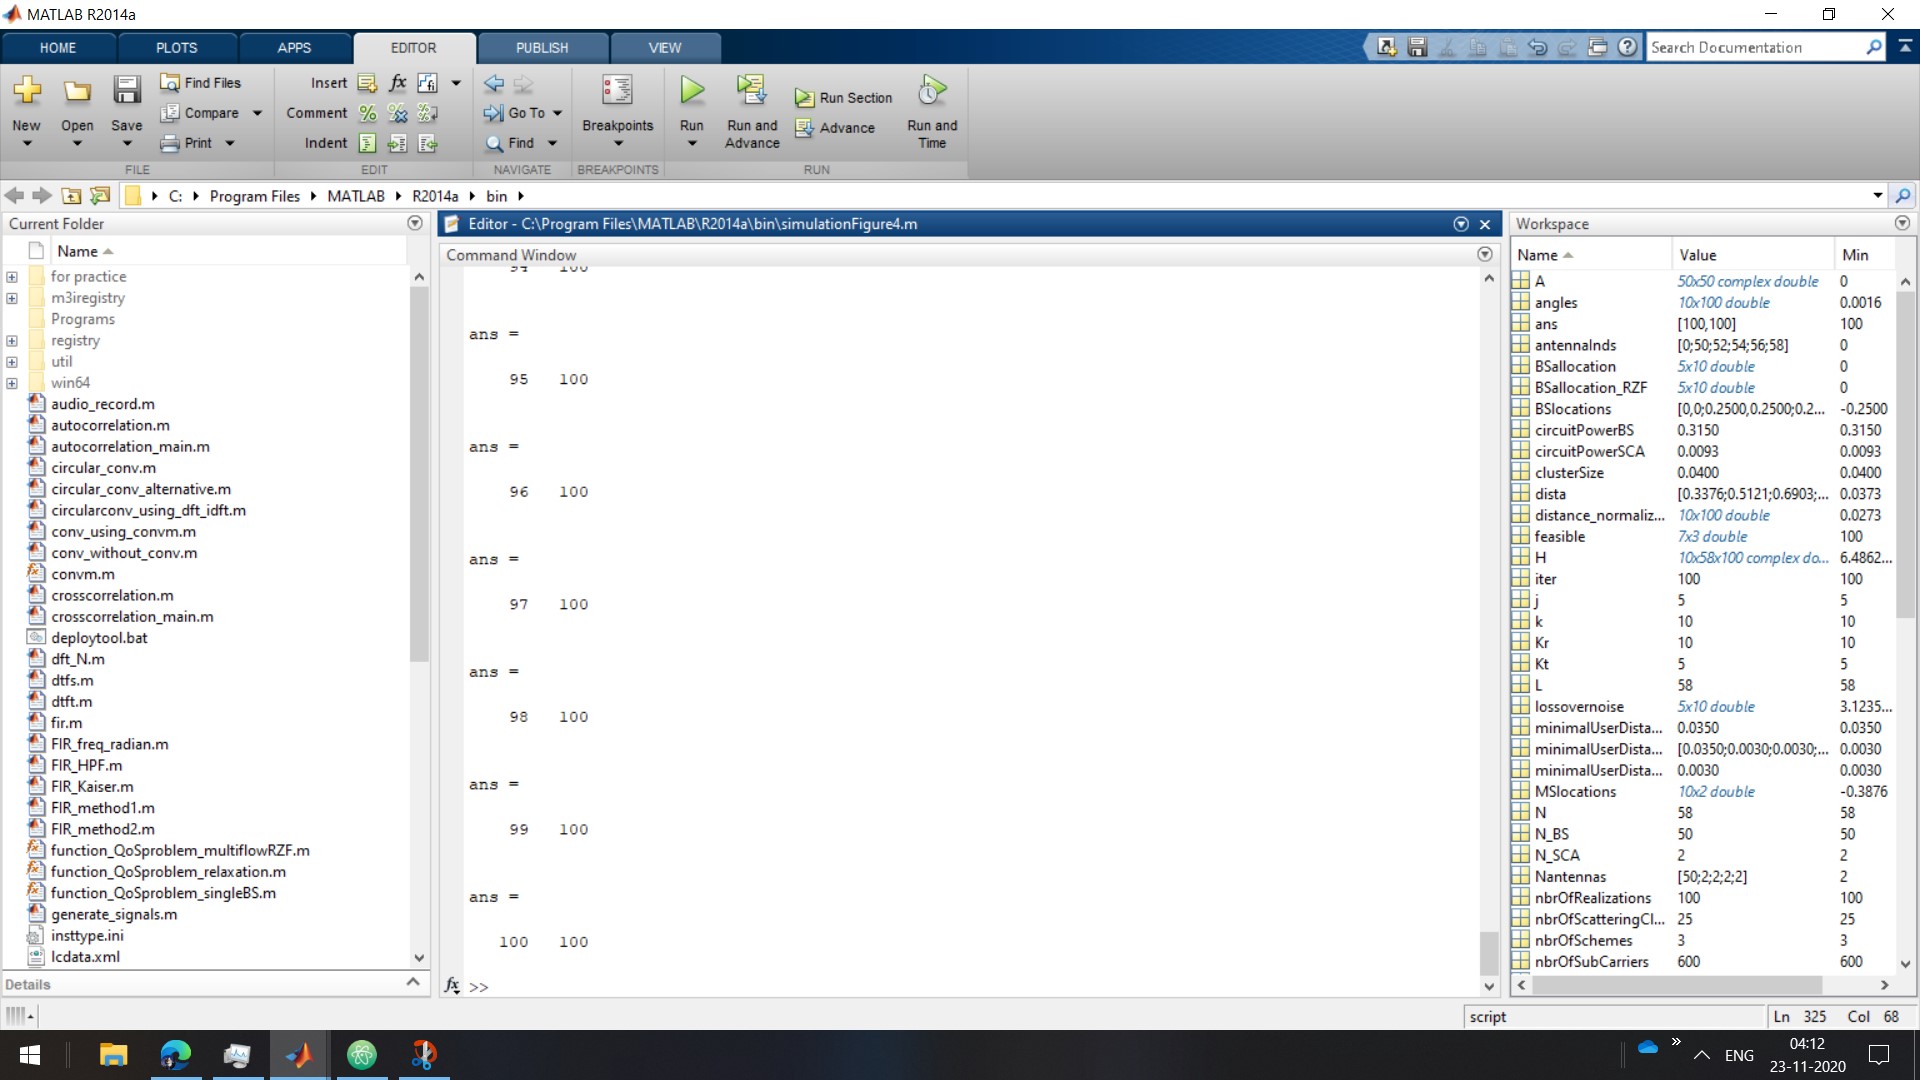 MATLAB R2014a
HOME PLOTS APPS EDITOR PUBLISH VIEW
Search Documentation
New
Open
Save
Find Files
Compare
Print
FILE
Insert
Comment
Indent
EDIT
Go To
Find
NAVIGATE
Breakpoints
BREAKPOINTS
Run
Run and Advance
Run Section
Advance
Run and Time
RUN
C: Program Files MATLAB R2014a bin
Current Folder
Name
for practice
m3iregistry
Programs
registry
util
win64
audio_record.m
autocorrelation.m
autocorrelation_main.m
circular_conv.m
circular_conv_alternative.m
circularconv_using_dft_idft.m
conv_using_convm.m
conv_without_conv.m
convm.m
crosscorrelation.m
crosscorrelation_main.m
deploytool.bat
dft_N.m
dtfs.m
dtft.m
fir.m
FIR_freq_radian.m
FIR_HPF.m
FIR_Kaiser.m
FIR_method1.m
FIR_method2.m
function_QoSproblem_multiflowRZF.m
function_QoSproblem_relaxation.m
function_QoSproblem_singleBS.m
generate_signals.m
insttype.ini
lcdata.xml
Details
Editor - C:\Program Files\MATLAB\R2014a\bin\simulationFigure4.m
Command Window
94 100
ans =
95 100
ans =
96 100
ans =
97 100
ans =
98 100
ans =
99 100
ans =
100 100
fx >>
Workspace
Name Value Min
A 50x50 complex double 0
angles 10x100 double 0.0016
ans [100,100] 100
antennaInds [0;50;52;54;56;58] 0
BSallocation 5x10 double 0
BSallocation_RZF 5x10 double 0
BSlocations [0,0;0.2500,0.2500;0.2... -0.2500
circuitPowerBS 0.3150 0.3150
circuitPowerSCA 0.0093 0.0093
clusterSize 0.0400 0.0400
dista [0.3376;0.5121;0.6903;... 0.0373
distance_normaliz... 10x100 double 0.0273
feasible 7x3 double 100
H 10x58x100 complex do... 6.4862...
iter 100 100
j 5 5
k 10 10
Kr 10 10
Kt 5 5
L 58 58
lossovernoise 5x10 double 3.1235...
minimalUserDista... 0.0350 0.0350
minimalUserDista... [0.0350;0.0030;0.0030;... 0.0030
minimalUserDista... 0.0030 0.0030
MSlocations 10x2 double -0.3876
N 58 58
N_BS 50 50
N_SCA 2 2
Nantennas [50;2;2;2;2] 2
nbrOfRealizations 100 100
nbrOfScatteringCl... 25 25
nbrOfSchemes 3 3
nbrOfSubCarriers 600 600
script
Ln 325 Col 68
ENG
04:12
23-11-2020